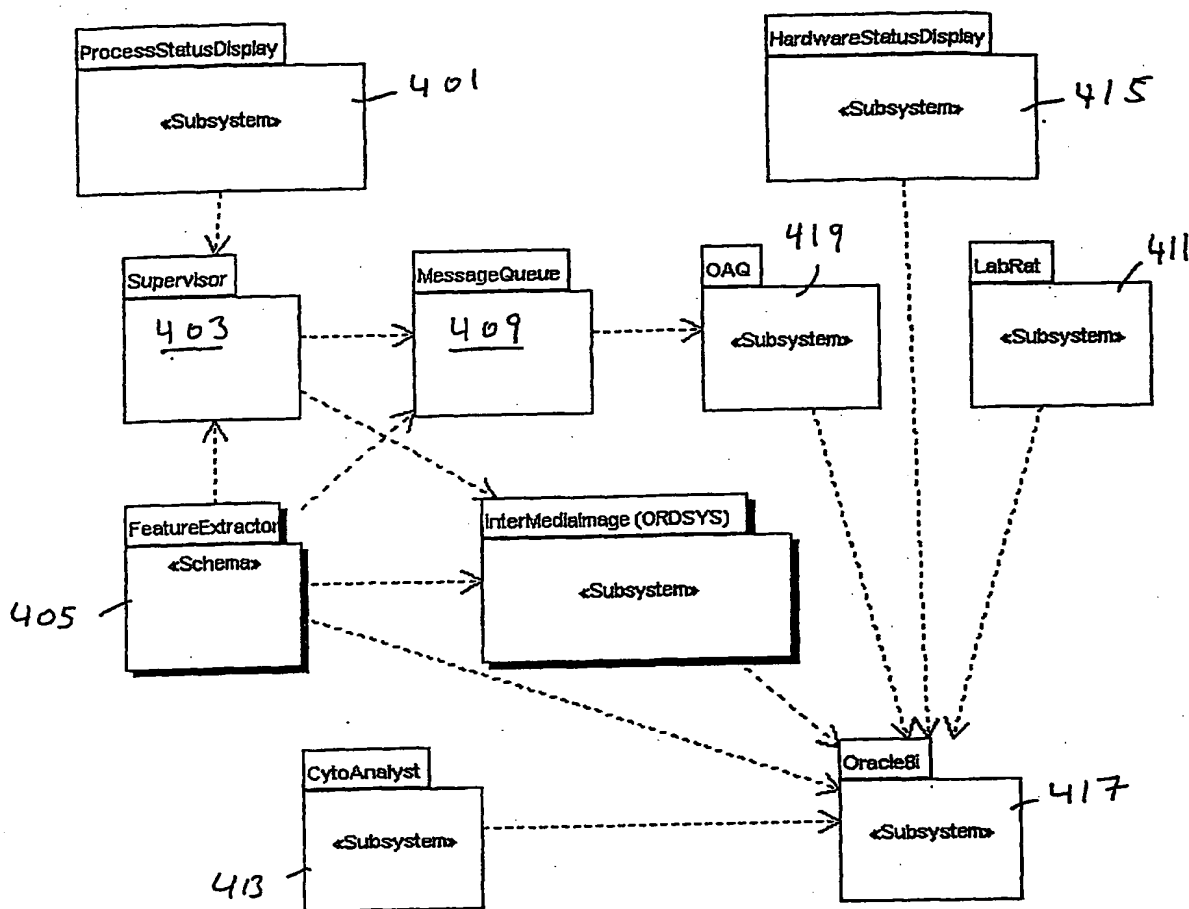 ProcessStatusDisplay
«Subsystem»
401
HardwareStatusDisplay
«Subsystem»
415
Supervisor
403
MessageQueue
409
OAQ
«Subsystem»
419
LabRat
«Subsystem»
411
FeatureExtractor
«Schema»
405
InterMediaImage (ORDSYS)
«Subsystem»
CytoAnalyst
«Subsystem»
413
Oracle8i
«Subsystem»
417